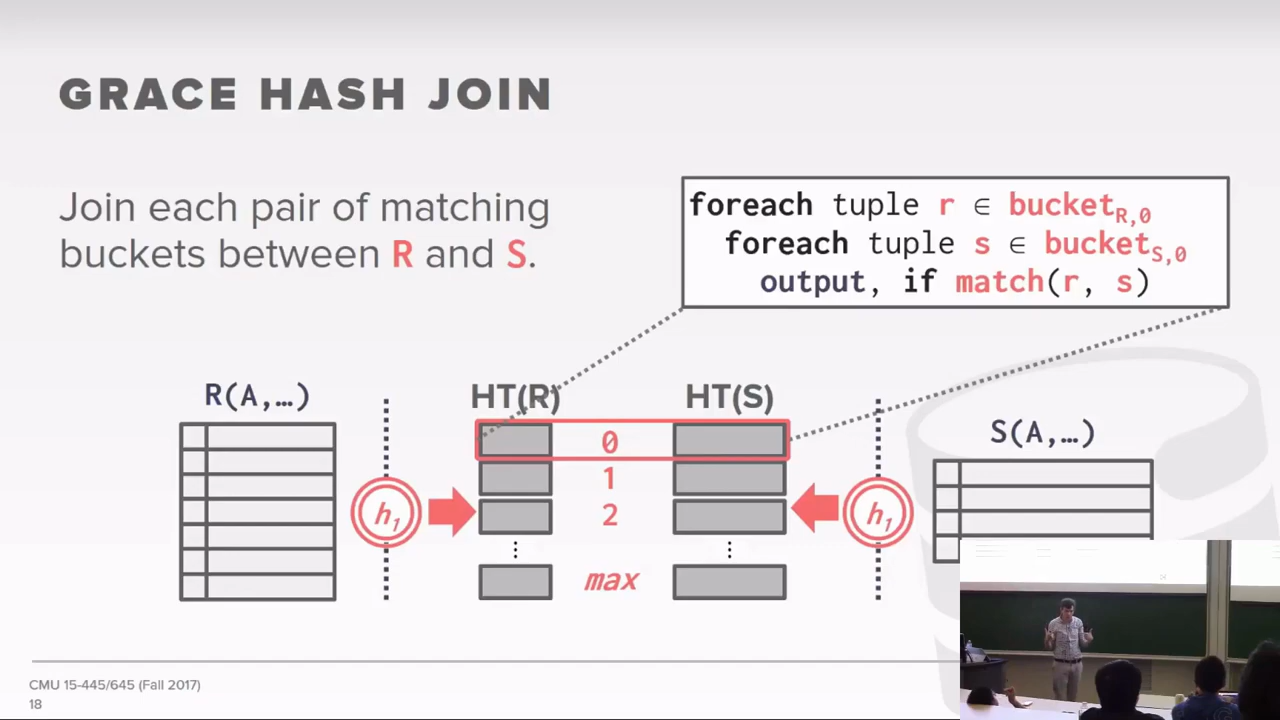 GRACE HASH JOIN
Join each pair of matching
buckets between R and S.
foreach tuple r ∈ bucketR,0
foreach tuple s ∈ bucketS,0
output, if match(r, s)
R(A,…)
HT(R)
HT(S)
S(A,…)
0
1
2
max
h1
h1
CMU 15-445/645 (Fall 2017)
18